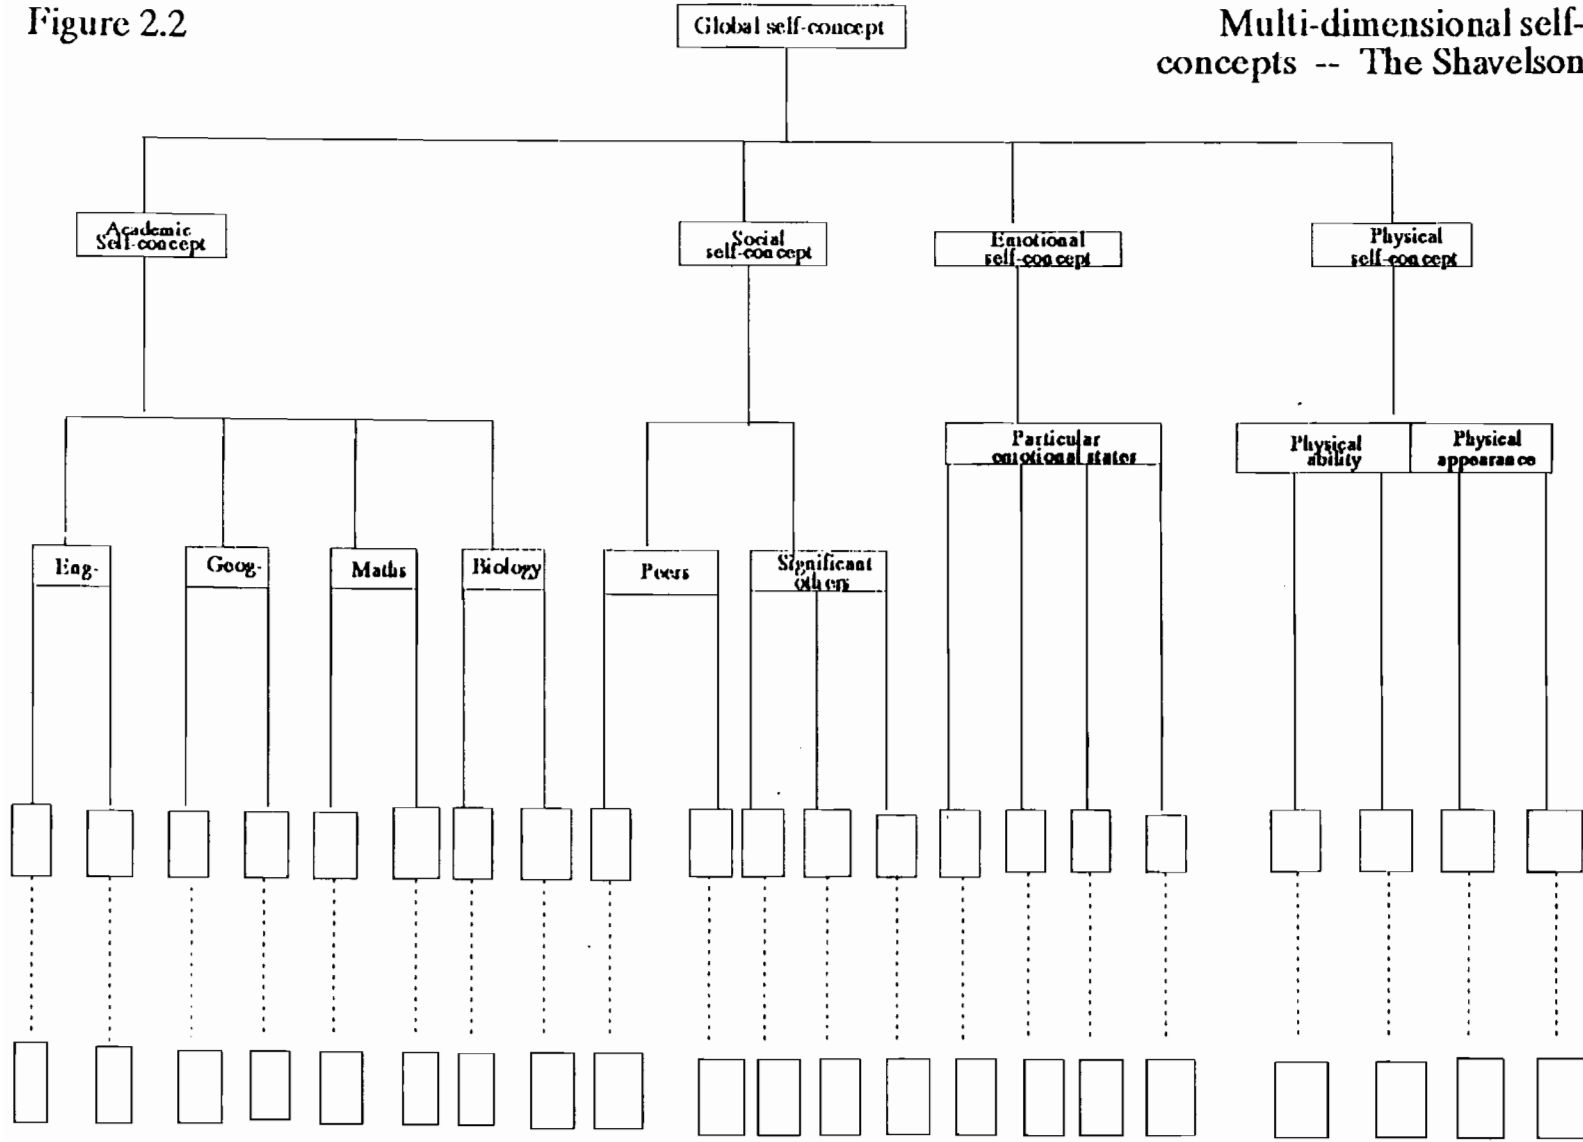 Figure 2.2
Global self-concept
Multi-dimensional self-
concepts -- The Shavelson
Academic
Self-concept
Social
self-concept
Emotional
self-concept
Physical
self-concept
Particular
emotional states
Physical
ability
Physical
appearance
Eng-
Geog-
Maths
Biology
Peers
Significant
others